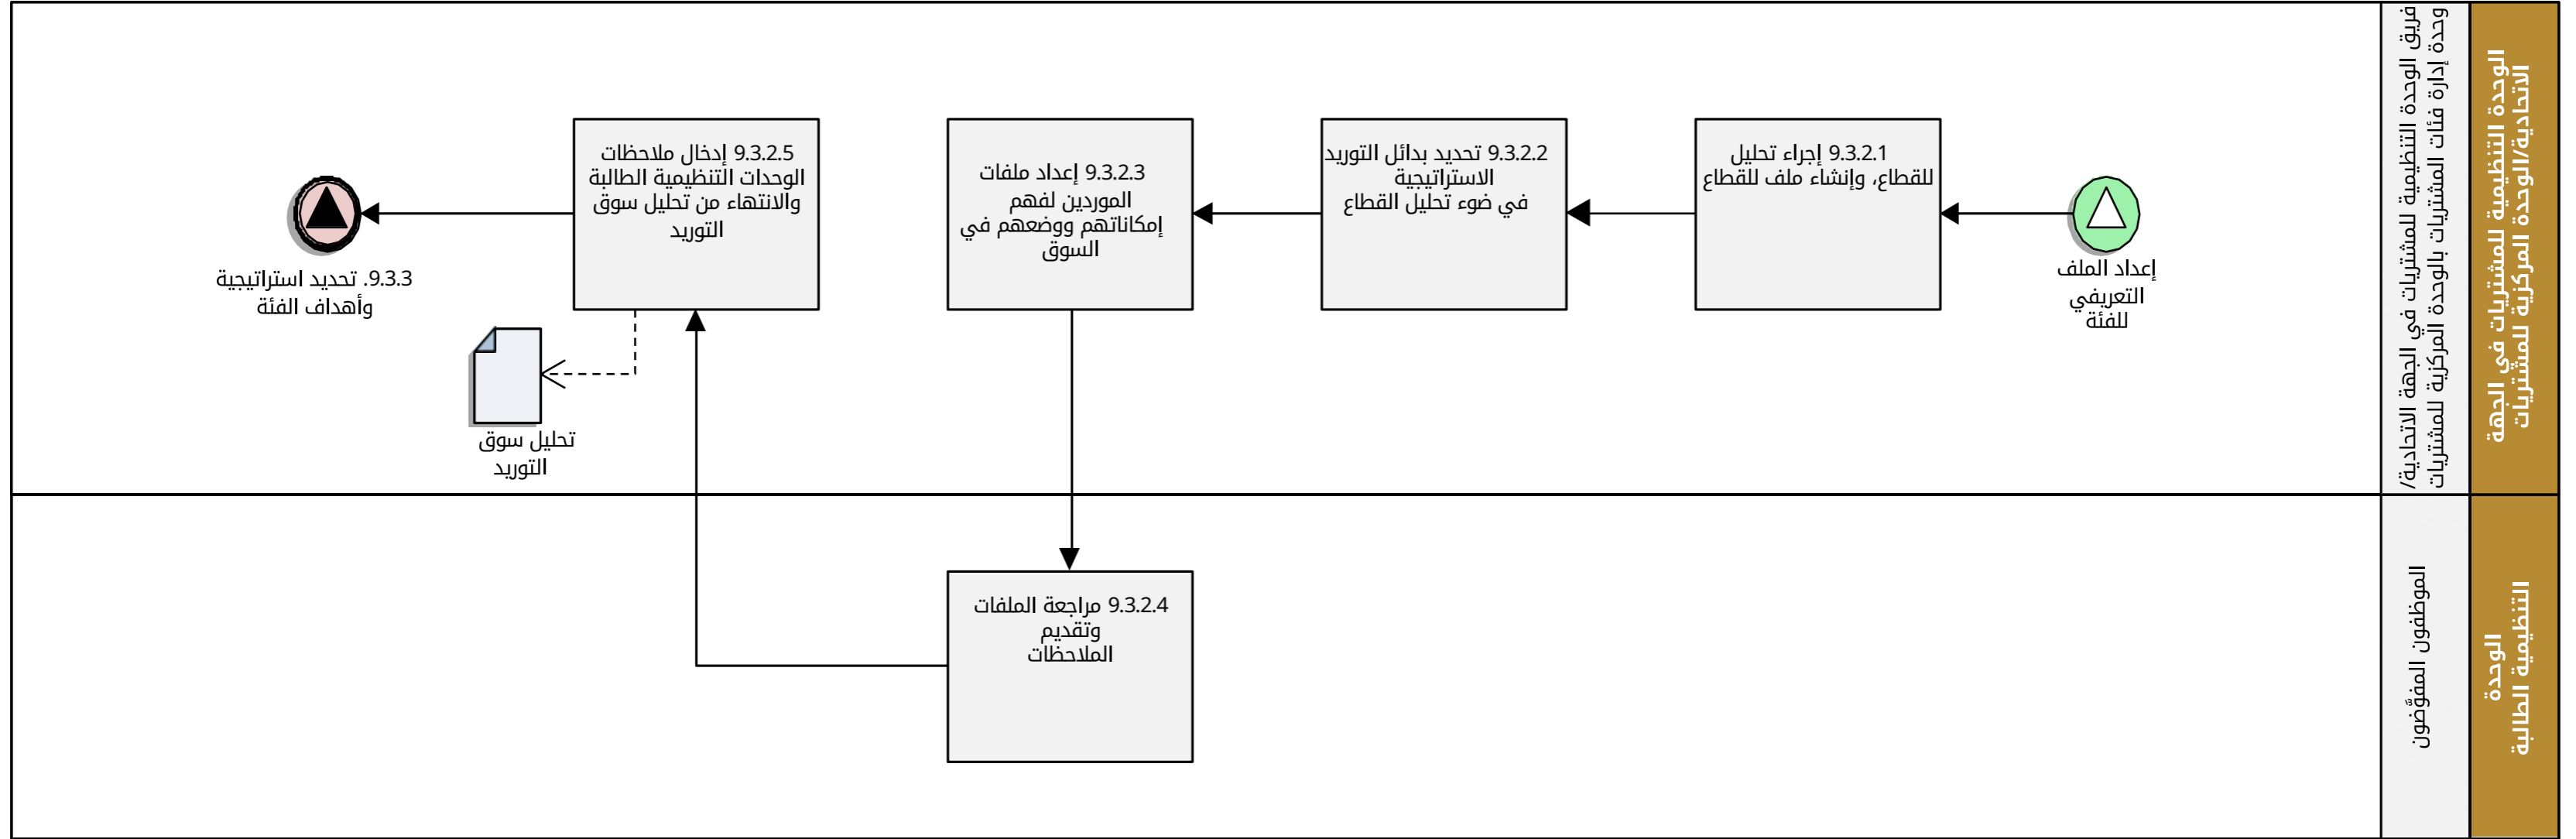 الوحدة التنظيمية للمشتريات في الجهة
الاتحادية/الوحدة المركزية للمشتريات
فريق الوحدة التنظيمية للمشتريات في الجهة الاتحادية/
وحدة إدارة فئات المشتريات بالوحدة المركزية للمشتريات
إعداد الملف
التعريفي
للفئة
9.3.2.1 إجراء تحليل
للقطاع، وإنشاء ملف للقطاع
9.3.2.2 تحديد بدائل التوريد
الاستراتيجية
في ضوء تحليل القطاع
9.3.2.3 إعداد ملفات
الموردين لفهم
إمكاناتهم ووضعهم في
السوق
9.3.2.5 إدخال ملاحظات
الوحدات التنظيمية الطالبة
والانتهاء من تحليل سوق
التوريد
9.3.3. تحديد استراتيجية
وأهداف الفئة
تحليل سوق
التوريد
الوحدة
التنظيمية الطالبة
الموظفون المفوَّضون
9.3.2.4 مراجعة الملفات
وتقديم
الملاحظات